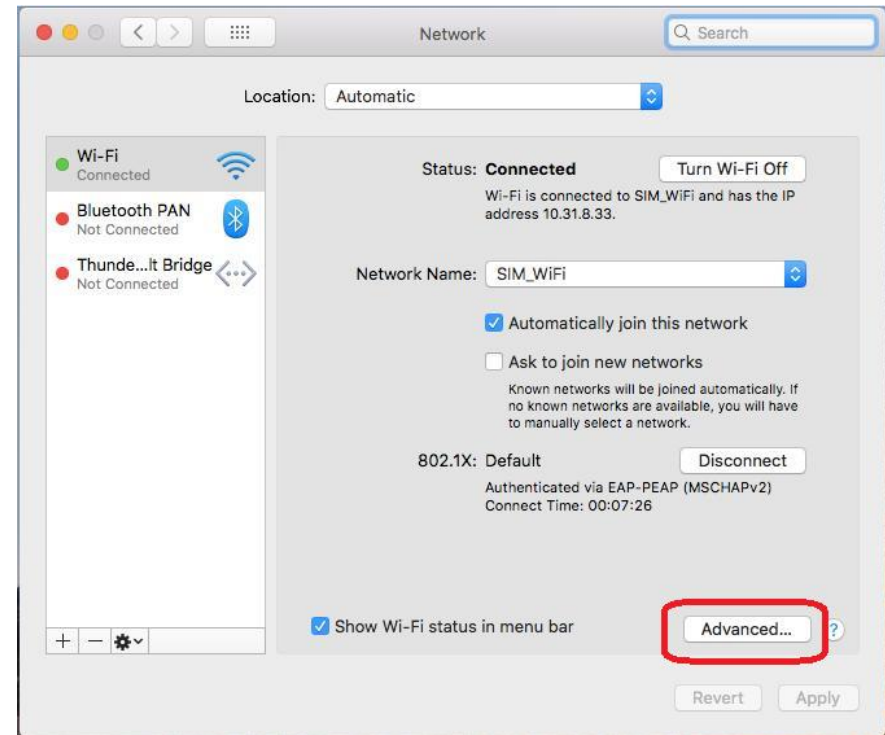 Network
Search
Location: Automatic
Wi-Fi
Connected
Bluetooth PAN
Not Connected
Thunde...lt Bridge
Not Connected
Status: Connected
Turn Wi-Fi Off
Wi-Fi is connected to SIM_WiFi and has the IP
address 10.31.8.33.
Network Name: SIM_WiFi
Automatically join this network
Ask to join new networks
Known networks will be joined automatically. If
no known networks are available, you will have
to manually select a network.
802.1X: Default
Disconnect
Authenticated via EAP-PEAP (MSCHAPv2)
Connect Time: 00:07:26
Show Wi-Fi status in menu bar
Advanced...
?
Revert
Apply